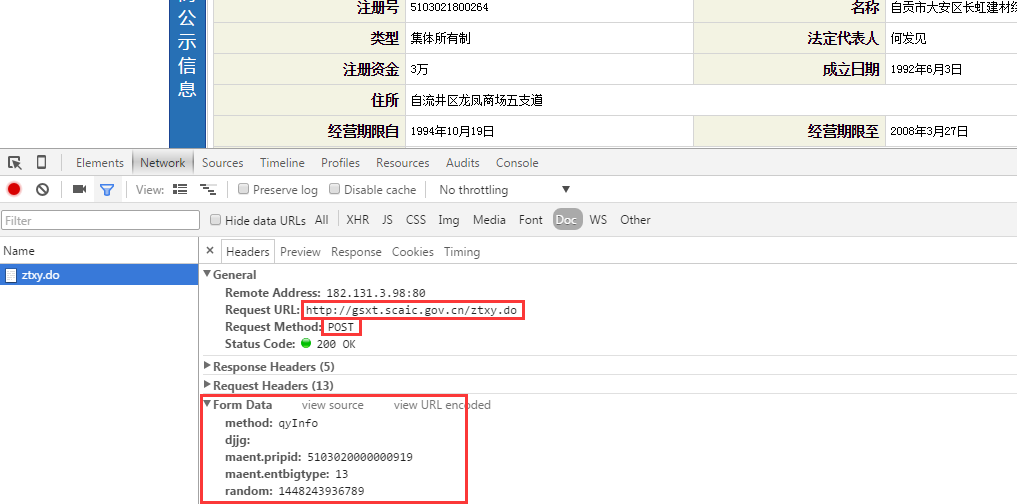 公
示
信
息
注册号 5103021800264 名称 自贡市大安区长虹建材
类型 集体所有制 法定代表人 何发见
注册资金 3万 成立日期 1992年6月3日
住所 自流井区龙凤商场五支道
经营期限自 1994年10月19日 经营期限至 2008年3月27日
Elements Network Sources Timeline Profiles Resources Audits Console
View: Preserve log Disable cache No throttling ▼
Filter Hide data URLs All XHR JS CSS Img Media Font Doc WS Other
Name × Headers Preview Response Cookies Timing
ztxy.do
▼General
Remote Address: 182.131.3.98:80
Request URL: http://gsxt.scaic.gov.cn/ztxy.do
Request Method: POST
Status Code: 200 OK
▶Response Headers (5)
▶Request Headers (13)
▼Form Data view source view URL encoded
method: qyInfo
djjg:
maent.pripid: 5103020000000919
maent.entbigtype: 13
random: 1448243936789